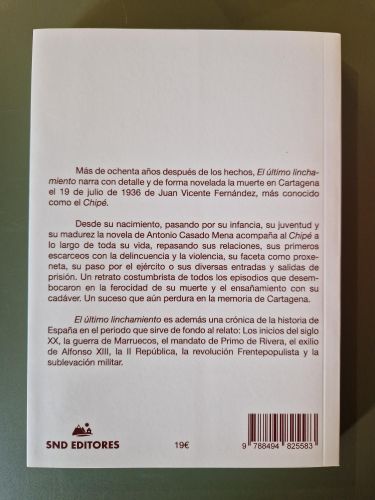 Más de ochenta años después de los hechos, El último lincha-
miento narra con detalle y de forma novelada la muerte en Cartagena
el 19 de julio de 1936 de Juan Vicente Fernández, más conocido
como el Chipé.
Desde su nacimiento, pasando por su infancia, su juventud y
su madurez la novela de Antonio Casado Mena acompaña al Chipé a
lo largo de toda su vida, repasando sus relaciones, sus primeros
escarceos con la delincuencia y la violencia, su faceta como proxe-
neta, su paso por el ejército o sus diversas entradas y salidas de
prisión. Un retrato costumbrista de todos los episodios que desem-
bocaron en la ferocidad de su muerte y el ensañamiento con su
cadáver. Un suceso que aún perdura en la memoria de Cartagena.
El último linchamiento es además una crónica de la historia de
España en el periodo que sirve de fondo al relato: Los inicios del siglo
XX, la guerra de Marruecos, el mandato de Primo de Rivera, el exilio
de Alfonso XIII, la II República, la revolución Frentepopulista y la
sublevación militar.
SND EDITORES
19€
9 788494 825583